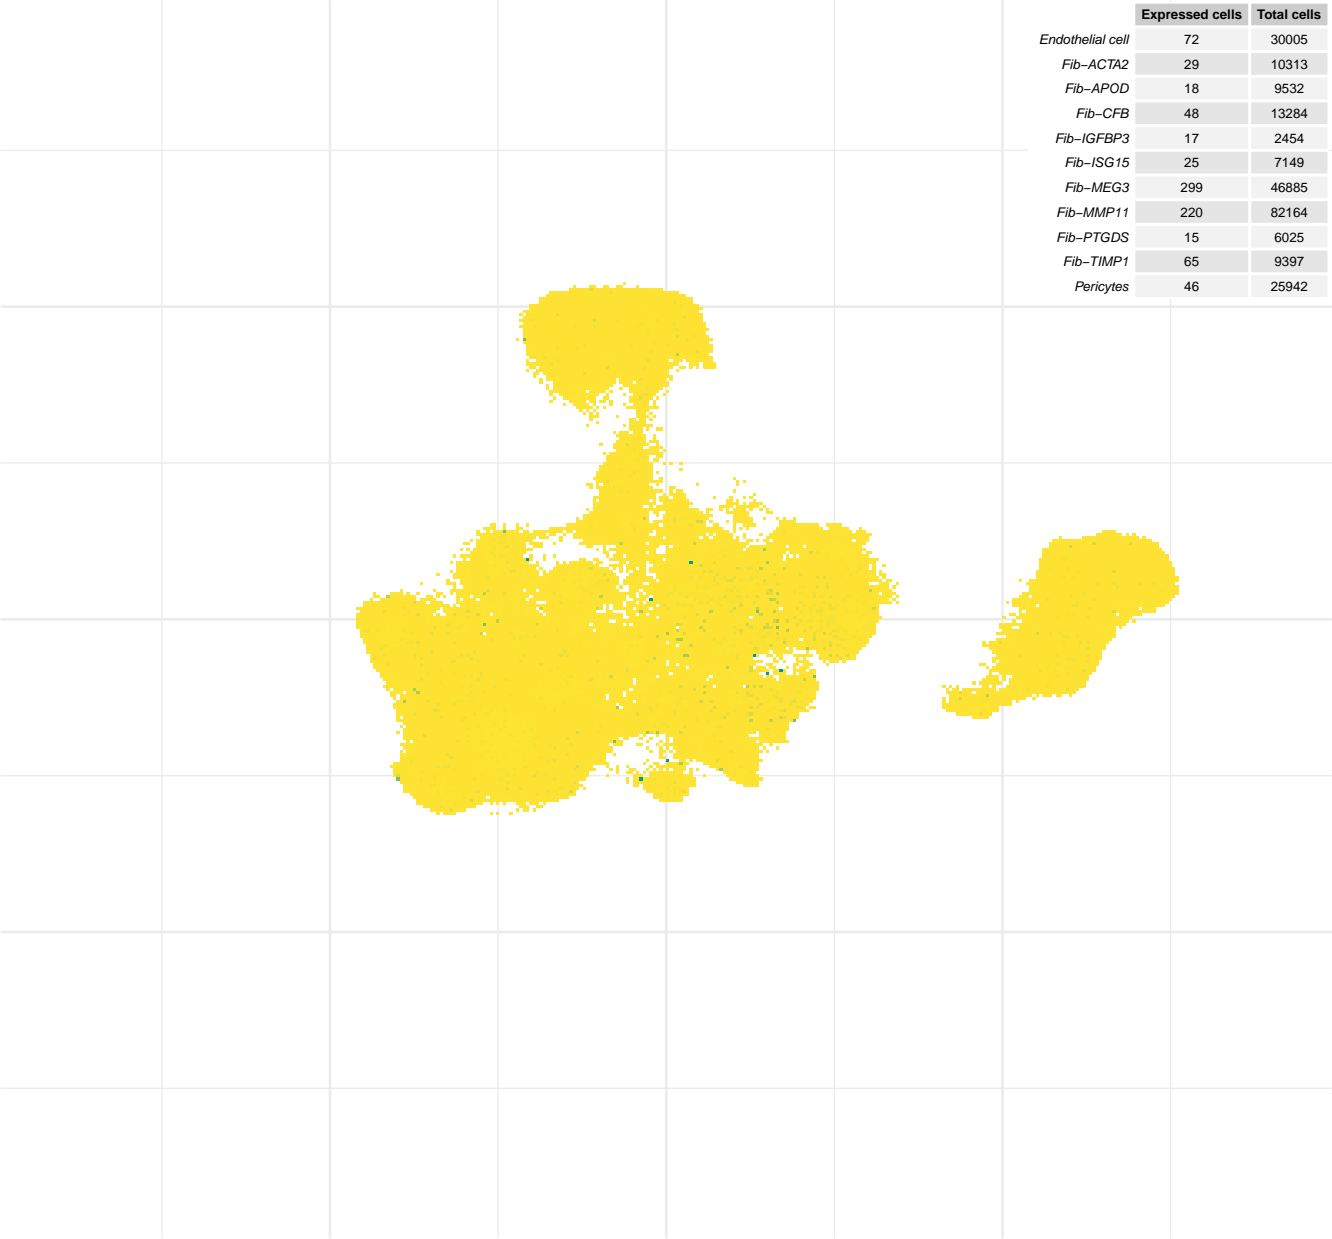 Expressed cells Total cells
Endothelial cell 72 30005
Fib−ACTA2 29 10313
Fib−APOD 18 9532
Fib−CFB 48 13284
Fib−IGFBP3 17 2454
Fib−ISG15 25 7149
Fib−MEG3 299 46885
Fib−MMP11 220 82164
Fib−PTGDS 15 6025
Fib−TIMP1 65 9397
Pericytes 46 25942